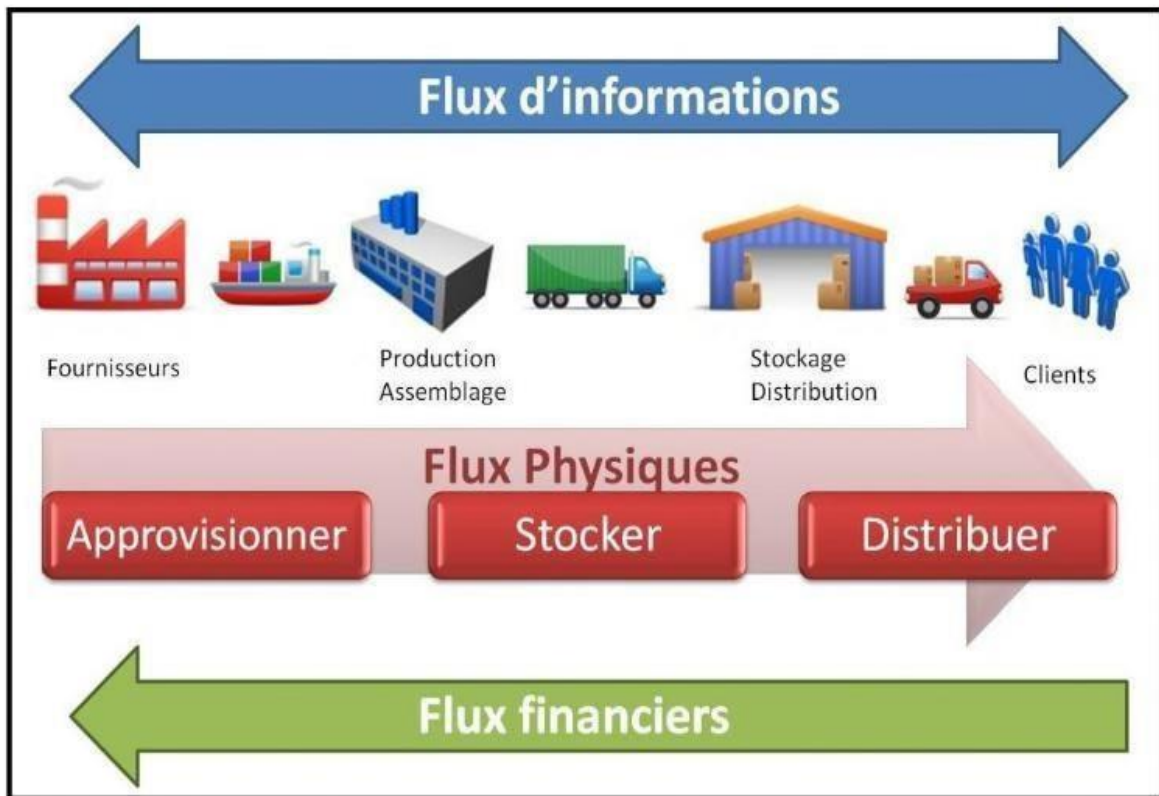 Flux d’informations
Fournisseurs
Production
Assemblage
Stockage
Distribution
Clients
Flux Physiques
Approvisionner
Stocker
Distribuer
Flux financiers